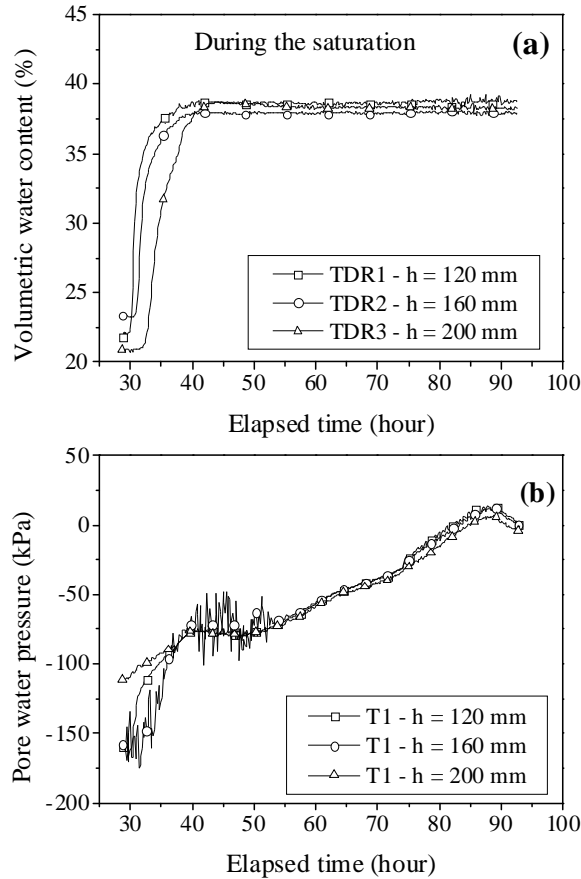 During the saturation
(a)
Volumetric water content (%)
45
40
35
30
25
20
TDR1 - h = 120 mm
TDR2 - h = 160 mm
TDR3 - h = 200 mm
30 40 50 60 70 80 90 100
Elapsed time (hour)
(b)
Pore water pressure (kPa)
50
0
-50
-100
-150
-200
T1 - h = 120 mm
T1 - h = 160 mm
T1 - h = 200 mm
30 40 50 60 70 80 90 100
Elapsed time (hour)